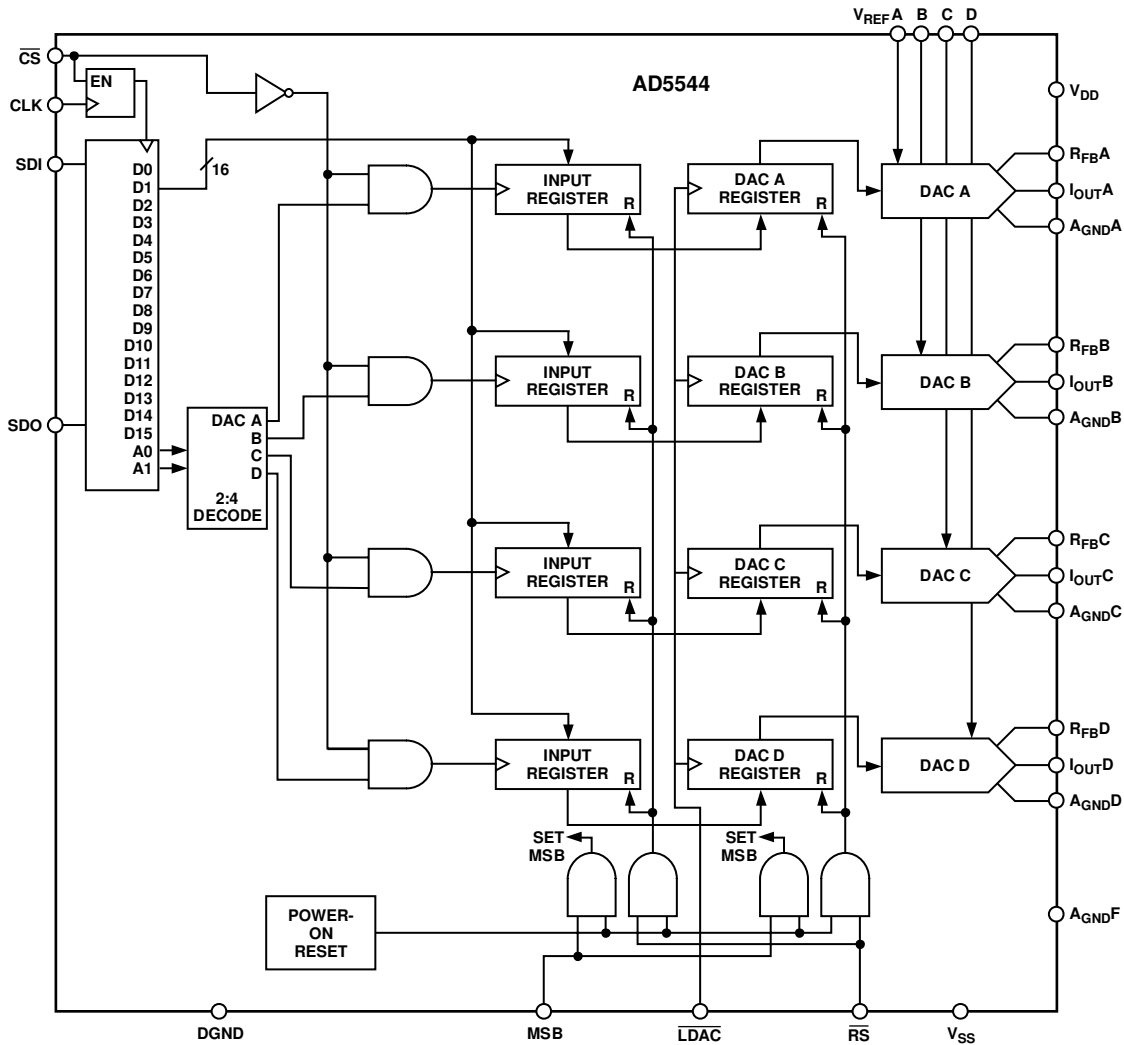 VREFA B C D
CS
AD5544
EN
VDD
CLK
RFBA
SDI
D0
16
D1
INPUT
REGISTER
R
DAC A
REGISTER
R
DAC A
IOUTA
D2
D3
AGNDA
D4
D5
D6
D7
D8
D9
D10
RFBB
D11
INPUT
REGISTER
R
DAC B
REGISTER
R
DAC B
IOUTB
D12
D13
D14
AGNDB
SDO
D15
A0
A1
DAC A
B
C
D
2:4
DECODE
RFBC
INPUT
REGISTER
R
DAC C
REGISTER
R
DAC C
IOUTC
AGNDC
RFBD
INPUT
REGISTER
R
DAC D
REGISTER
R
DAC D
IOUTD
AGNDD
SET
MSB
SET
MSB
POWER-
ON
RESET
AGNDF
DGND
MSB
LDAC
RS
VSS